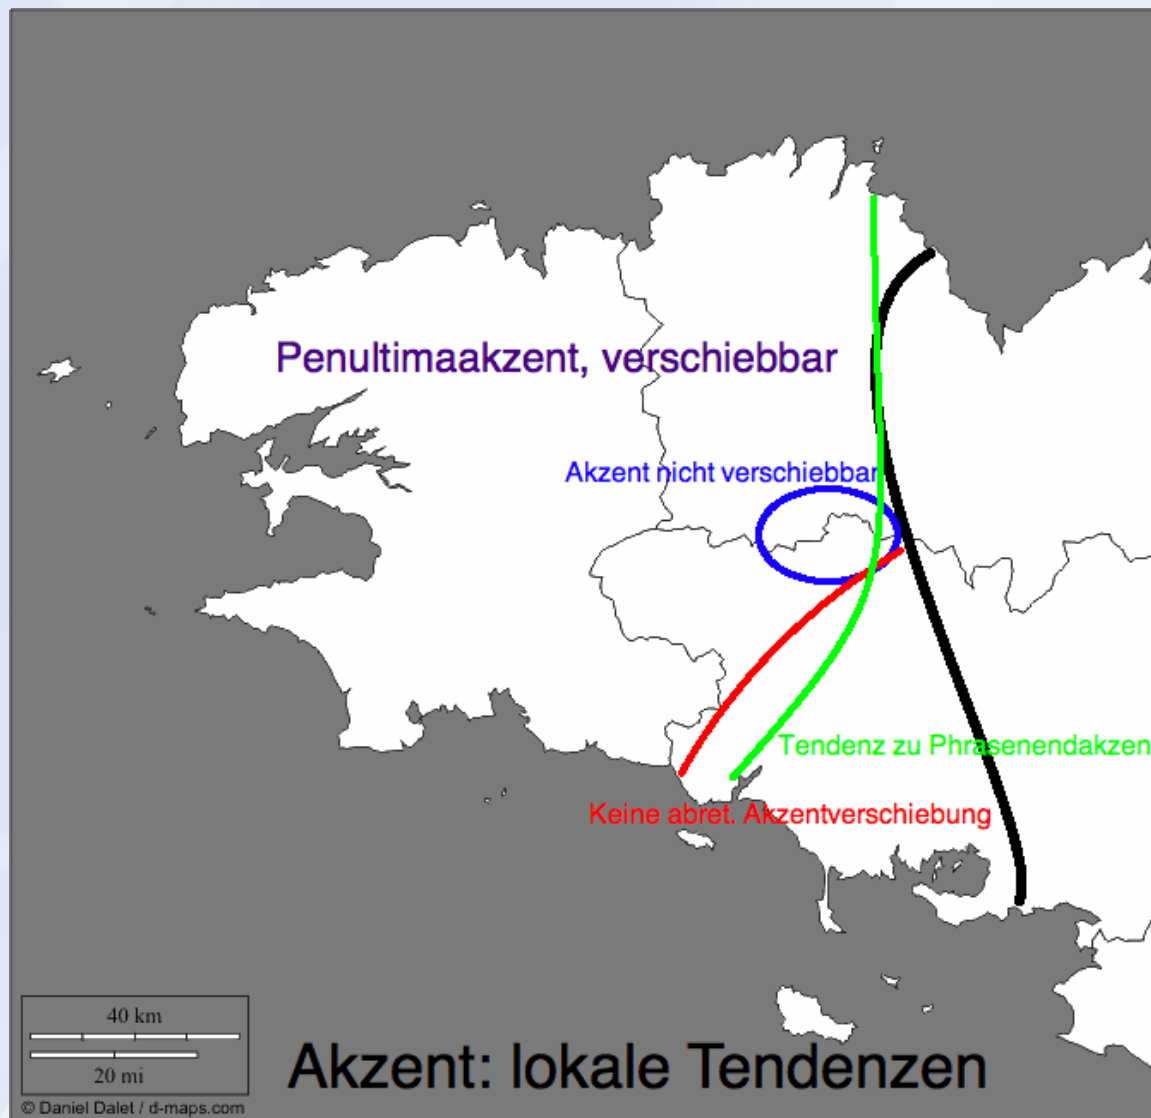 Penultimaakzent, verschiebbar
Akzent nicht verschiebbar
Tendenz zu Phrasenendakzen
Keine abret. Akzentverschiebung
40 km
20 mi
Akzent: lokale Tendenzen
© Daniel Dalet / d-maps.com